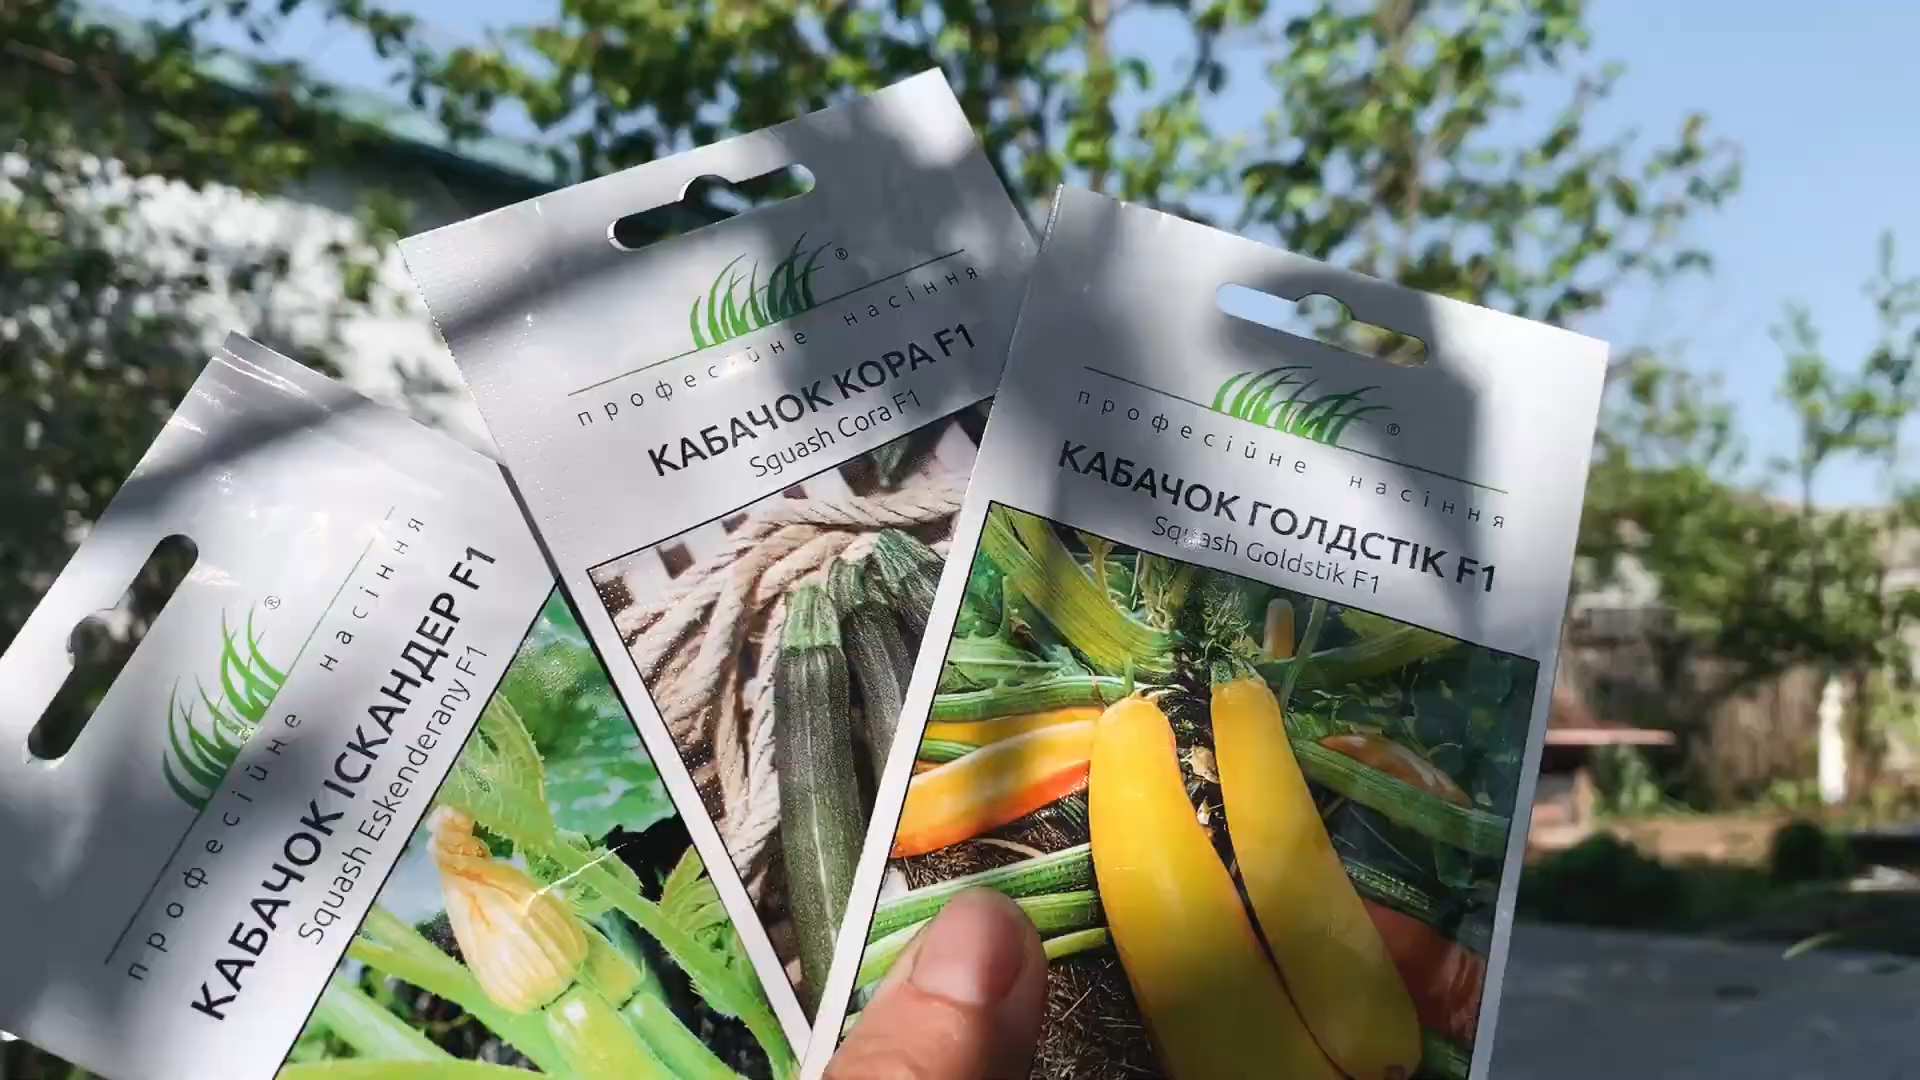 професійне насіння
КАБАЧОК ІСКАНДЕР F1
Squash Eskenderany F1
®
професійне насіння
КАБАЧОК КОРА F1
Sguash Cora F1
®
професійне насіння
КАБАЧОК ГОЛДСТІК F1
Squash Goldstik F1
®